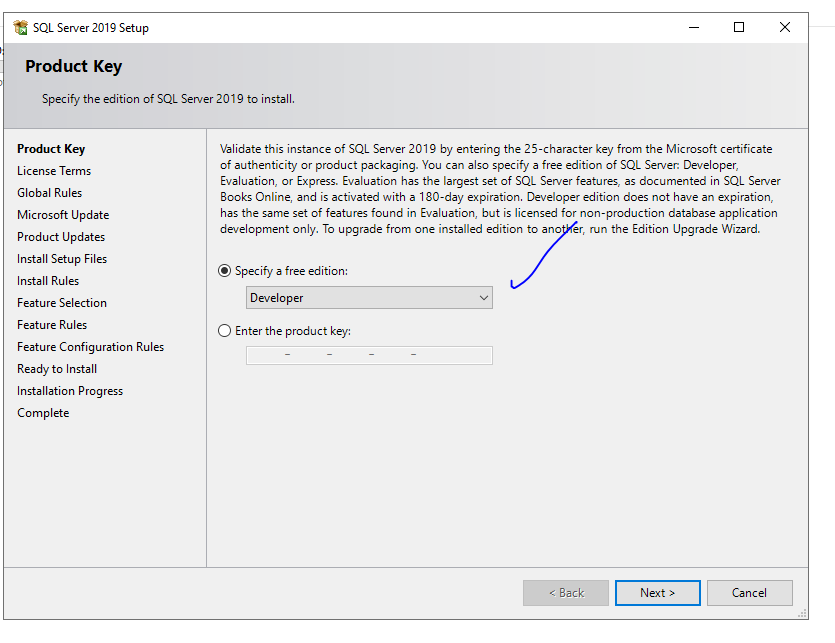 SQL Server 2019 Setup
Product Key
Specify the edition of SQL Server 2019 to install.
Product Key
License Terms
Global Rules
Microsoft Update
Product Updates
Install Setup Files
Install Rules
Feature Selection
Feature Rules
Feature Configuration Rules
Ready to Install
Installation Progress
Complete
Validate this instance of SQL Server 2019 by entering the 25-character key from the Microsoft certificate
of authenticity or product packaging. You can also specify a free edition of SQL Server: Developer,
Evaluation, or Express. Evaluation has the largest set of SQL Server features, as documented in SQL Server
Books Online, and is activated with a 180-day expiration. Developer edition does not have an expiration,
has the same set of features found in Evaluation, but is licensed for non-production database application
development only. To upgrade from one installed edition to another, run the Edition Upgrade Wizard.
Specify a free edition:
Developer
Enter the product key:
- - - -
< Back
Next >
Cancel